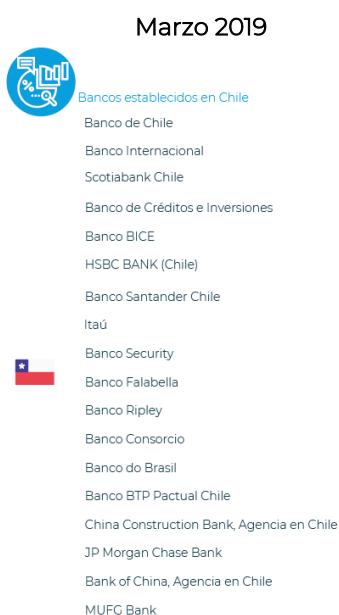 Marzo 2019
Bancos establecidos en Chile
Banco de Chile
Banco Internacional
Scotiabank Chile
Banco de Créditos e Inversiones
Banco BICE
HSBC BANK (Chile)
Banco Santander Chile
Itaú
Banco Security
Banco Falabella
Banco Ripley
Banco Consorcio
Banco do Brasil
Banco BTP Pactual Chile
China Construction Bank, Agencia en Chile
JP Morgan Chase Bank
Bank of China, Agencia en Chile
MUFG Bank